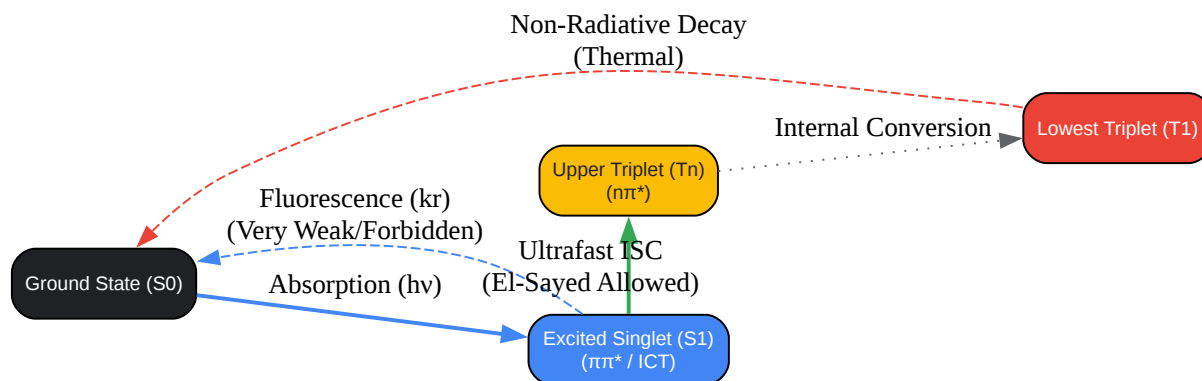 Non-Radiative Decay
(Thermal)
Lowest Triplet (T1)
Internal Conversion
Upper Triplet (Tn)
(nπ*)
Fluorescence (kr)
(Very Weak/Forbidden)
Ultrafast ISC
(El-Sayed Allowed)
Ground State (S0)
Absorption (hν)
Excited Singlet (S1)
(ππ* / ICT)